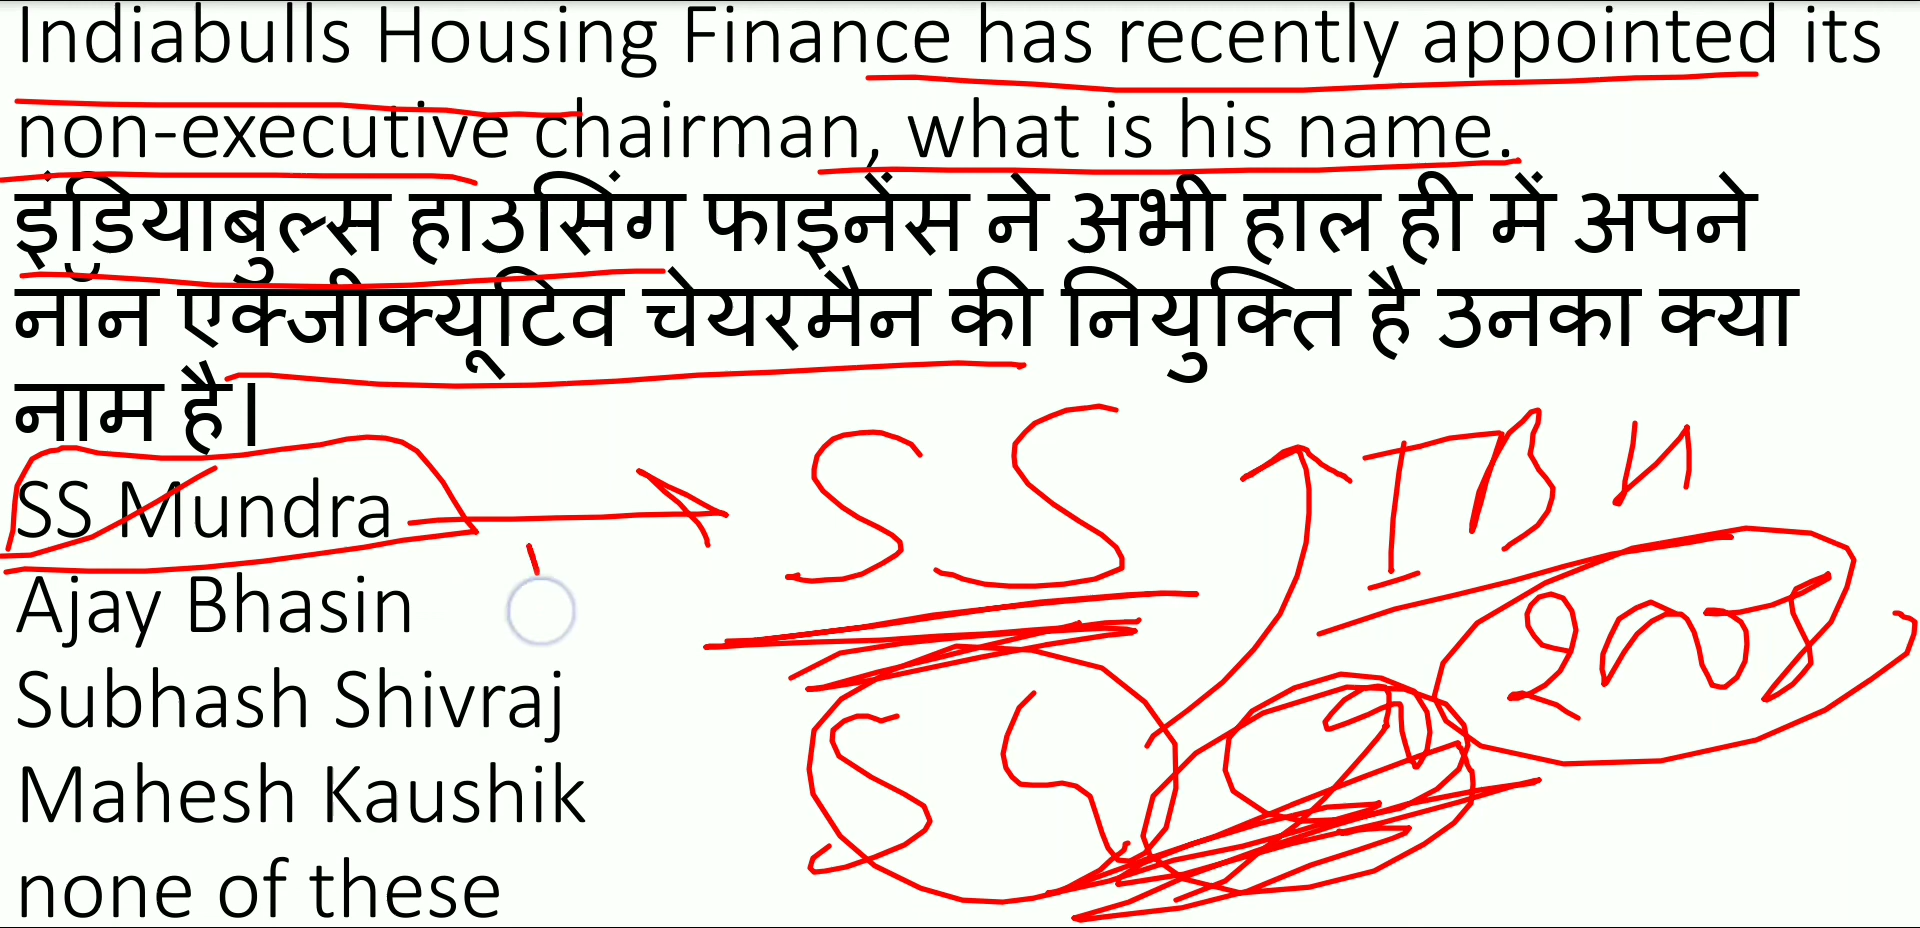 Indiabulls Housing Finance has recently appointed its
non-executive chairman, what is his name.
इंडियाबुल्स हाउसिंग फाइनेंस ने अभी हाल ही में अपने
नॉन एक्जीक्यूटिव चेयरमैन की नियुक्ति है उनका क्या
नाम है।
SS Mundra
SS
IBH
2008
SS
Ajay Bhasin
Subhash Shivraj
Mahesh Kaushik
none of these